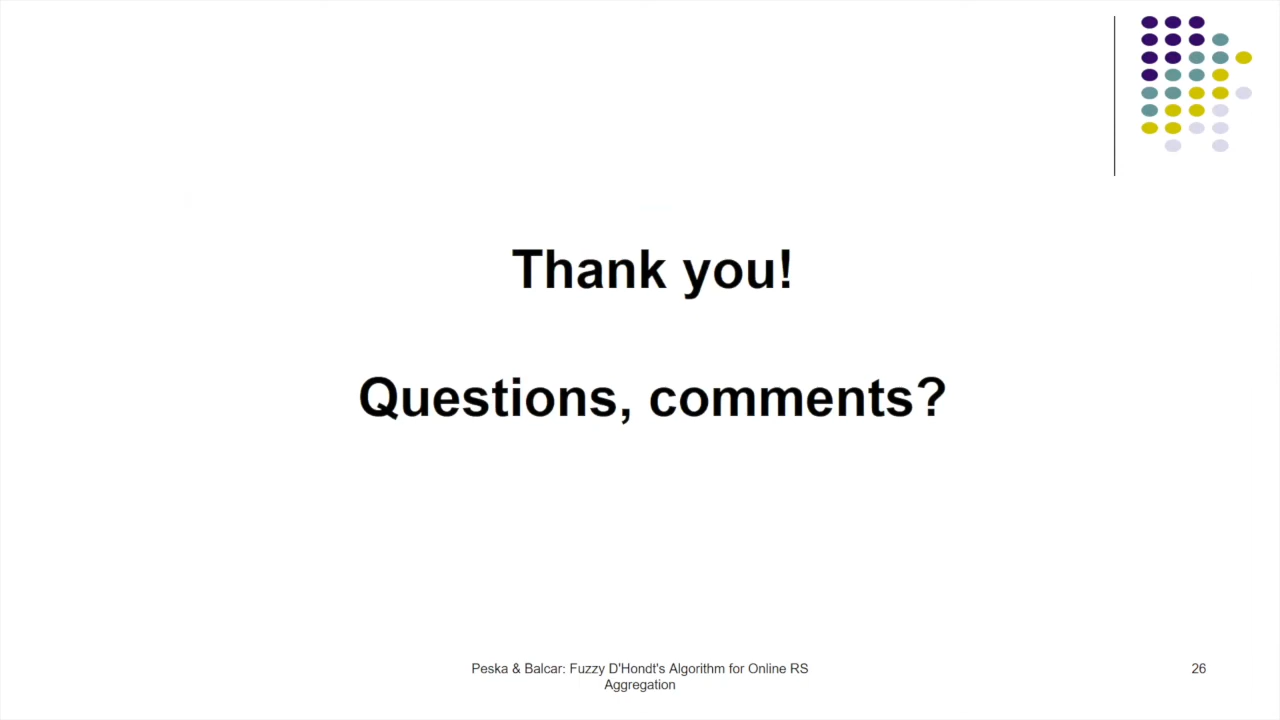 Thank you!
Questions, comments?
Peska & Balcar: Fuzzy D'Hondt's Algorithm for Online RS
Aggregation
26